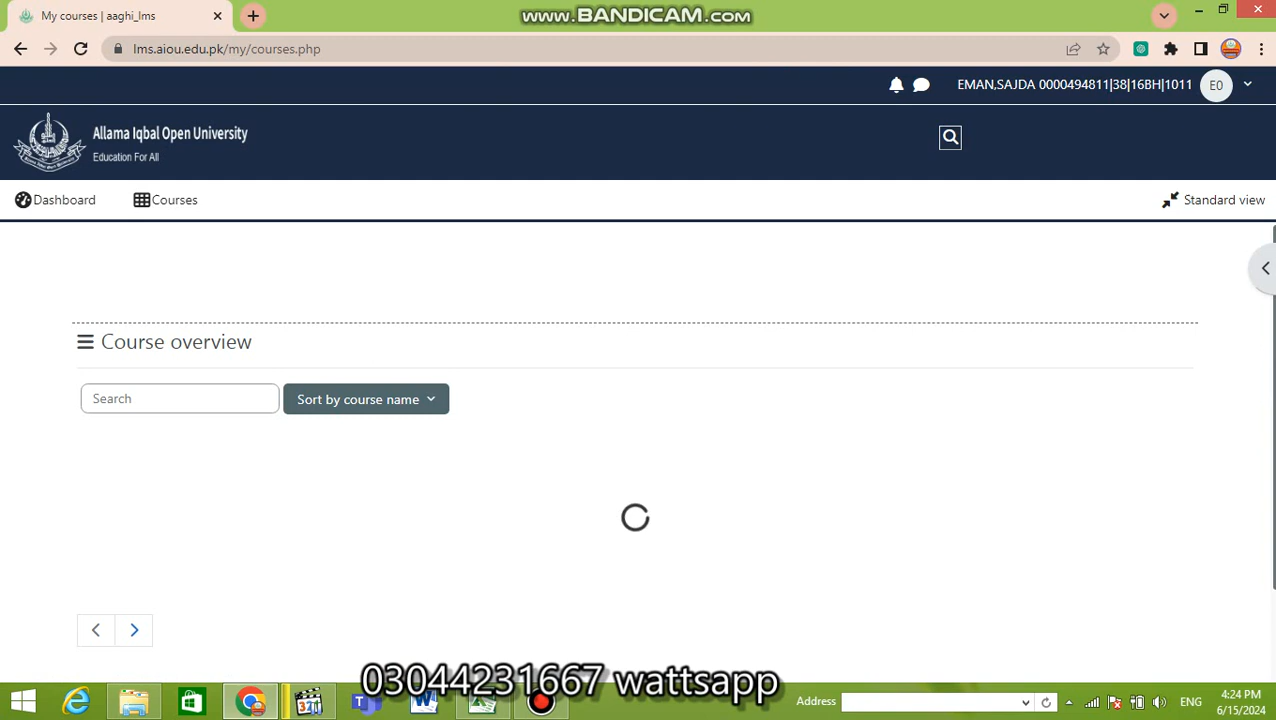 My courses | aaghi_lms
www.BANDICAM.com
lms.aiou.edu.pk/my/courses.php
EMAN,SAJDA 0000494811|38|16BH|1011
E0
Allama Iqbal Open University
Education For All
Dashboard
Courses
Standard view
Course overview
Search
Sort by course name
03044231667 wattsapp
321
Address
ENG
4:24 PM
6/15/2024